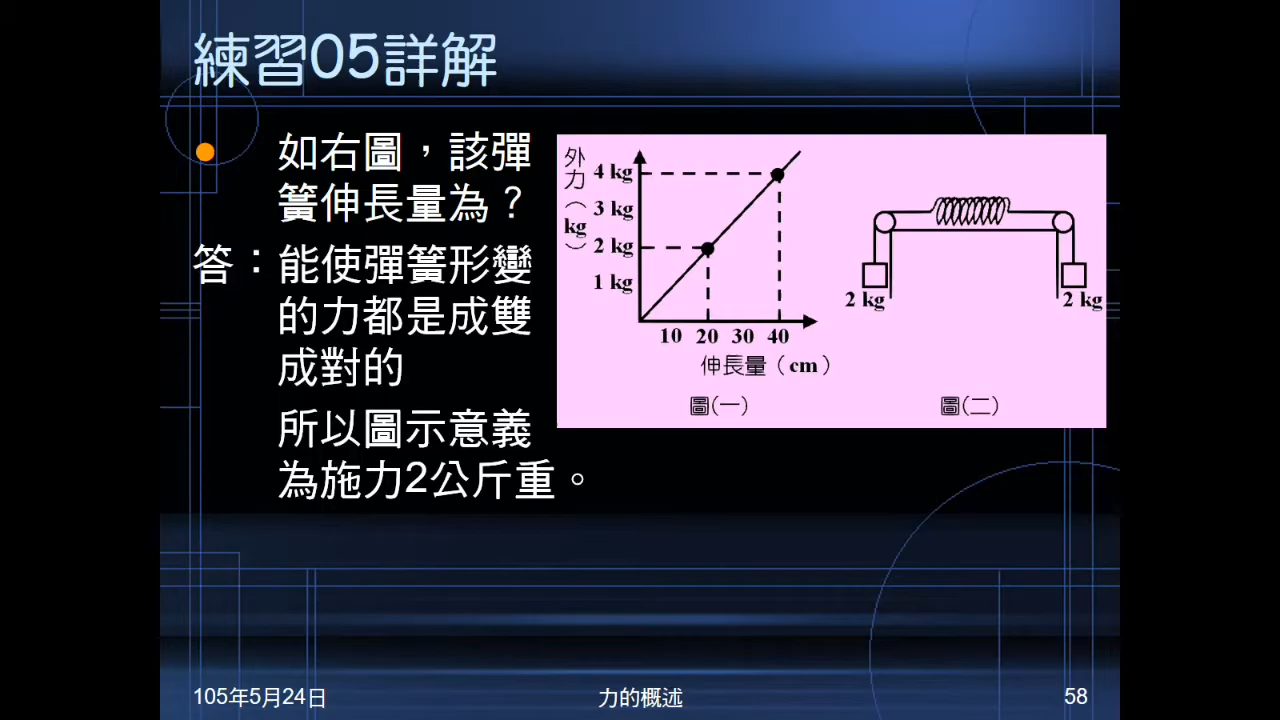 練習05詳解
如右圖，該彈
簧伸長量為？
答：能使彈簧形變
的力都是成雙
成對的
所以圖示意義
為施力2公斤重。
外力（kg）
4 kg
3 kg
2 kg
1 kg
10 20 30 40
伸長量（cm）
圖(一)
2 kg 2 kg
圖(二)
105年5月24日
力的概述
58